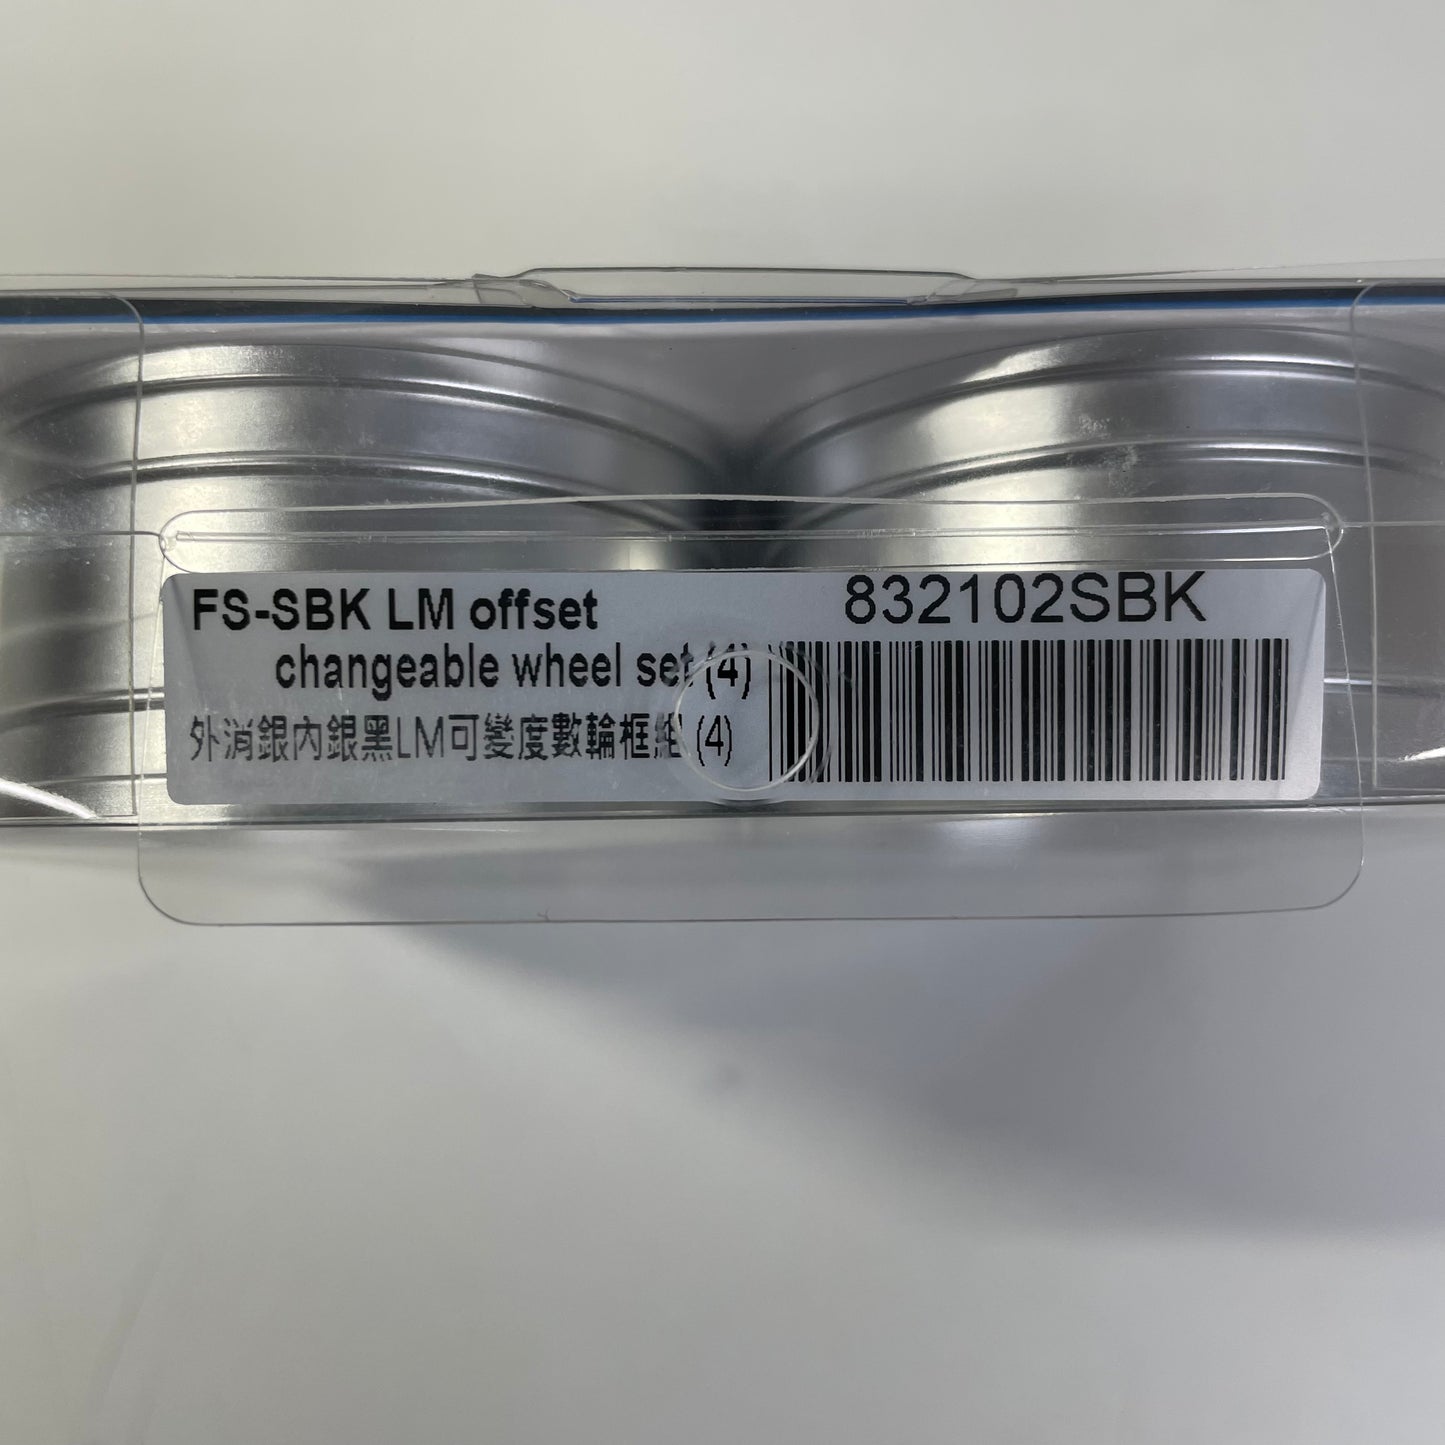 FS-SBK LM offset
832102SBK
changeable wheel set (4)
外消銀內銀黑LM可變度數輪框組 (4)